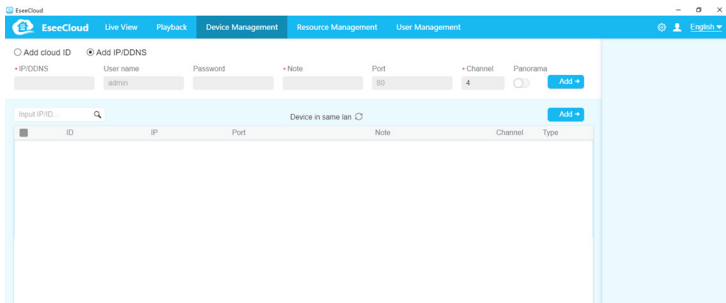 EseeCloud
EseeCloud Live View Playback Device Management Resource Management User Management English
Add cloud ID Add IP/DDNS
*IP/DDNS User name Password *Note Port *Channel Panorama
admin 80 4 Add
Input IP/ID... Device in same lan Add
ID IP Port Note Channel Type